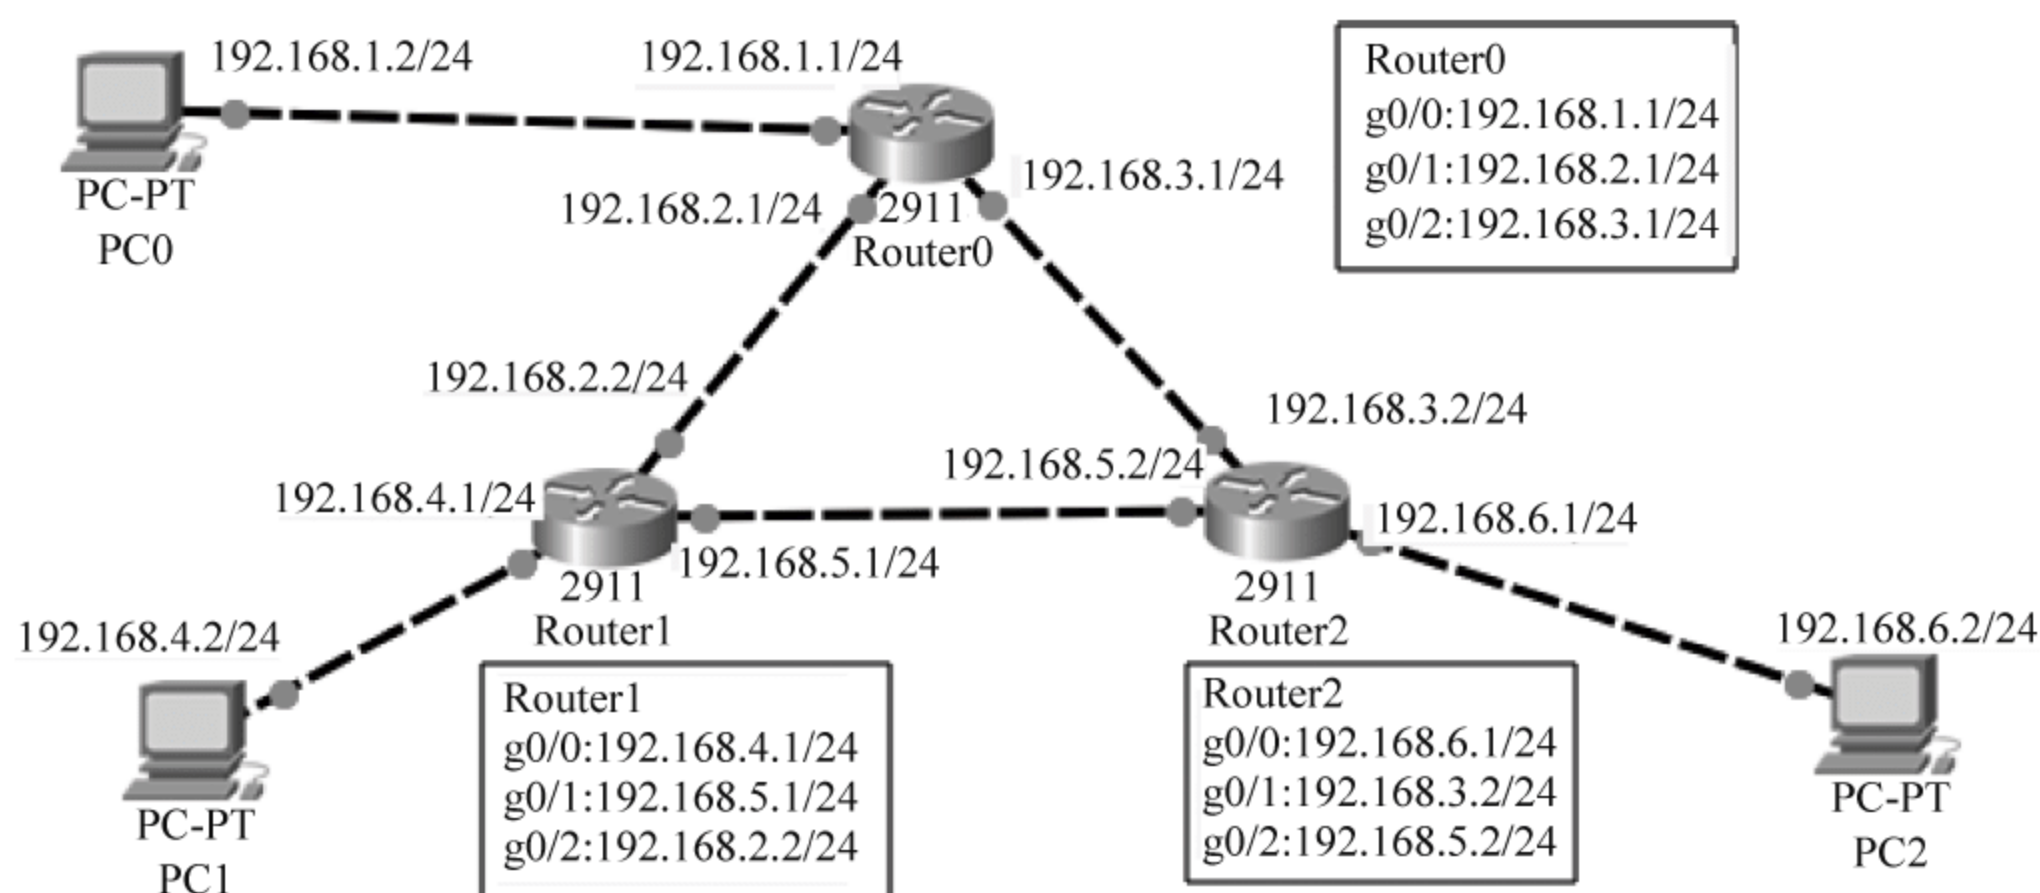 192.168.1.2/24
192.168.1.1/24
PC-PT
PC0
192.168.2.1/24
2911
Router0
192.168.3.1/24
Router0
g0/0:192.168.1.1/24
g0/1:192.168.2.1/24
g0/2:192.168.3.1/24
192.168.2.2/24
192.168.3.2/24
192.168.4.1/24
192.168.5.2/24
192.168.5.1/24
192.168.6.1/24
2911
Router1
2911
Router2
192.168.4.2/24
PC-PT
PC1
192.168.6.2/24
PC-PT
PC2
Router1
g0/0:192.168.4.1/24
g0/1:192.168.5.1/24
g0/2:192.168.2.2/24
Router2
g0/0:192.168.6.1/24
g0/1:192.168.3.2/24
g0/2:192.168.5.2/24